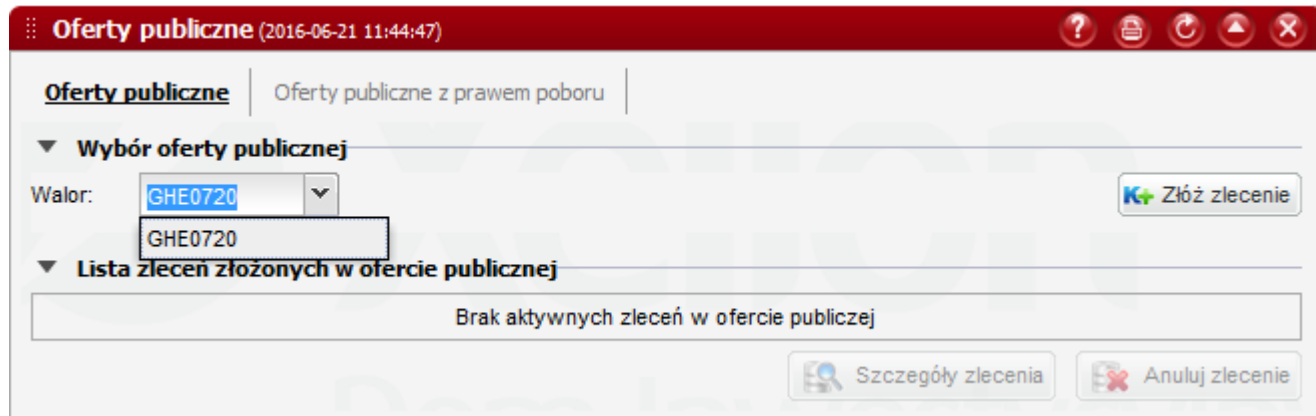 Oferty publiczne (2016-06-21 11:44:47)
Oferty publiczne Oferty publiczne z prawem poboru
Wybór oferty publicznej
Walor: GHE0720 K+ Złóż zlecenie
GHE0720
Lista zleceń złożonych w ofercie publicznej
Brak aktywnych zleceń w ofercie publiczej
Szczegóły zlecenia Anuluj zlecenie